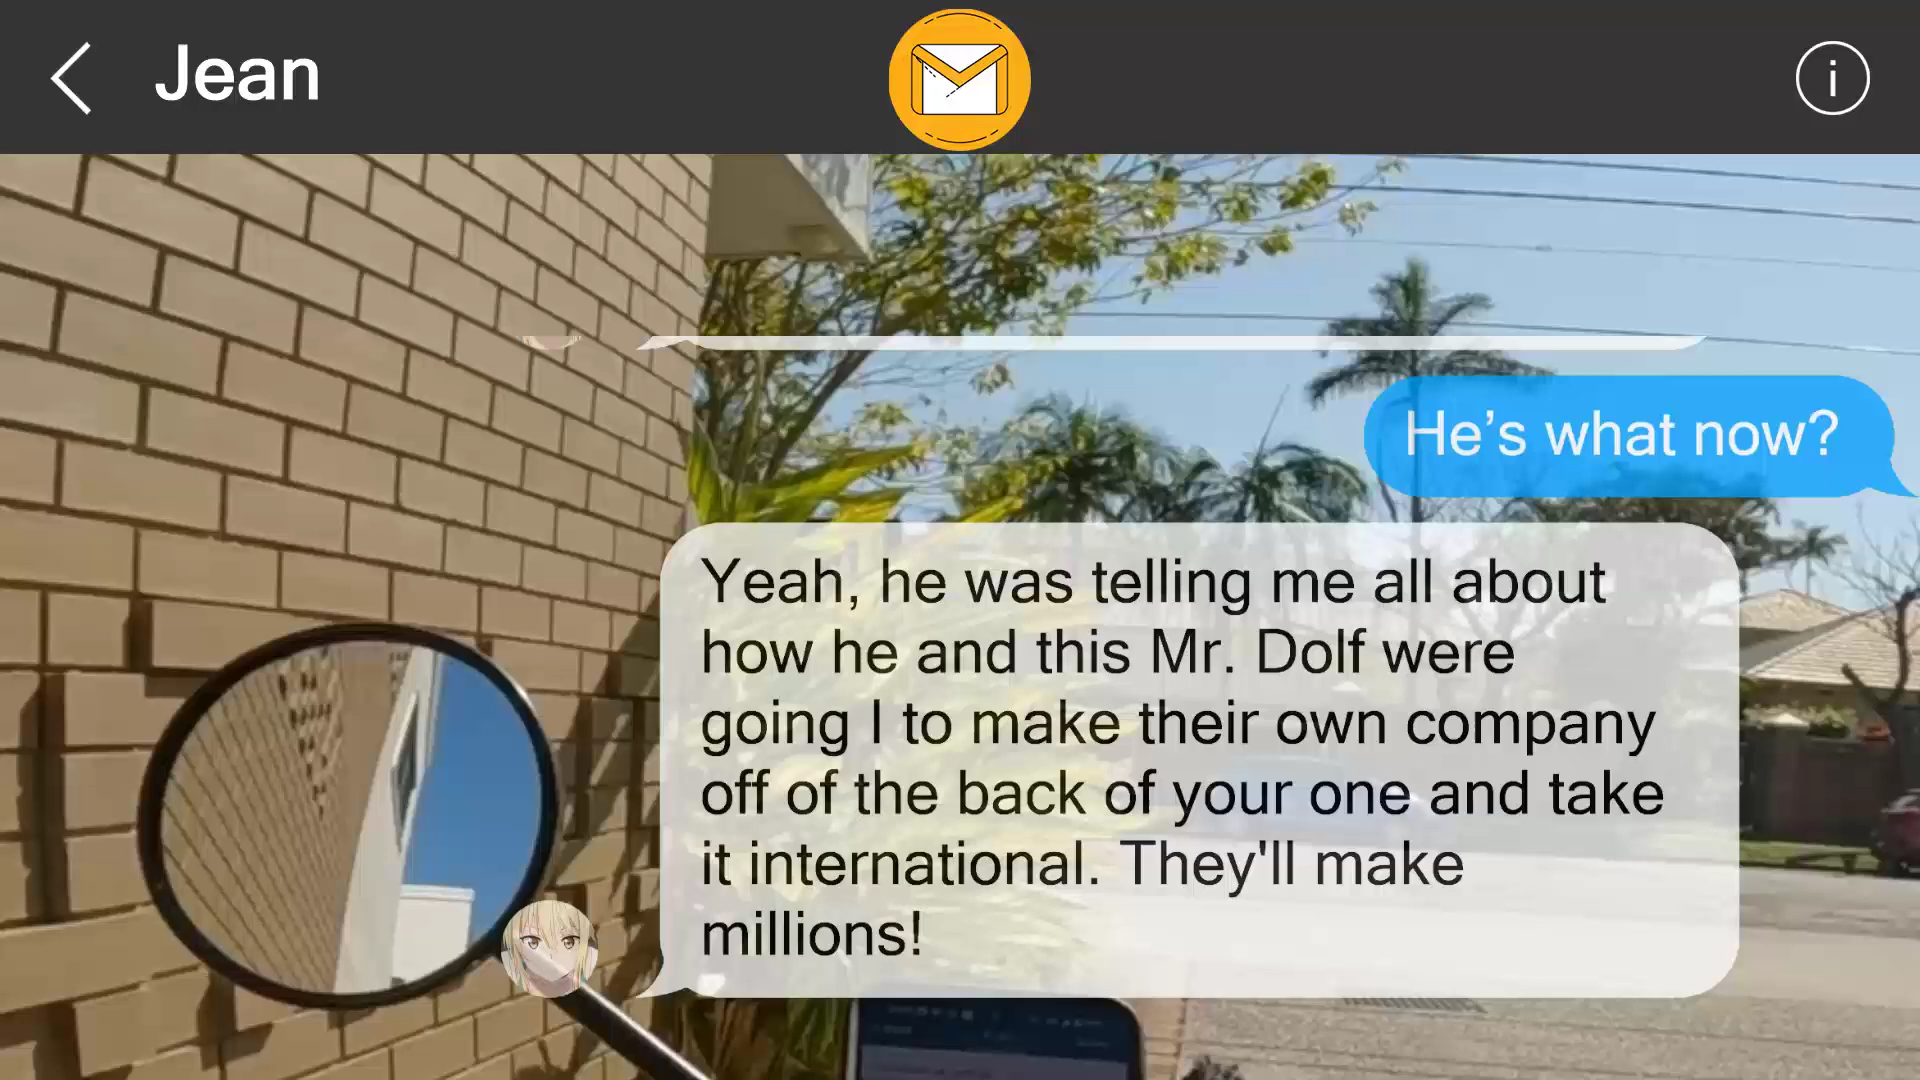 Jean
i
He’s what now?
Yeah, he was telling me all about
how he and this Mr. Dolf were
going I to make their own company
off of the back of your one and take
it international. They'll make
millions!